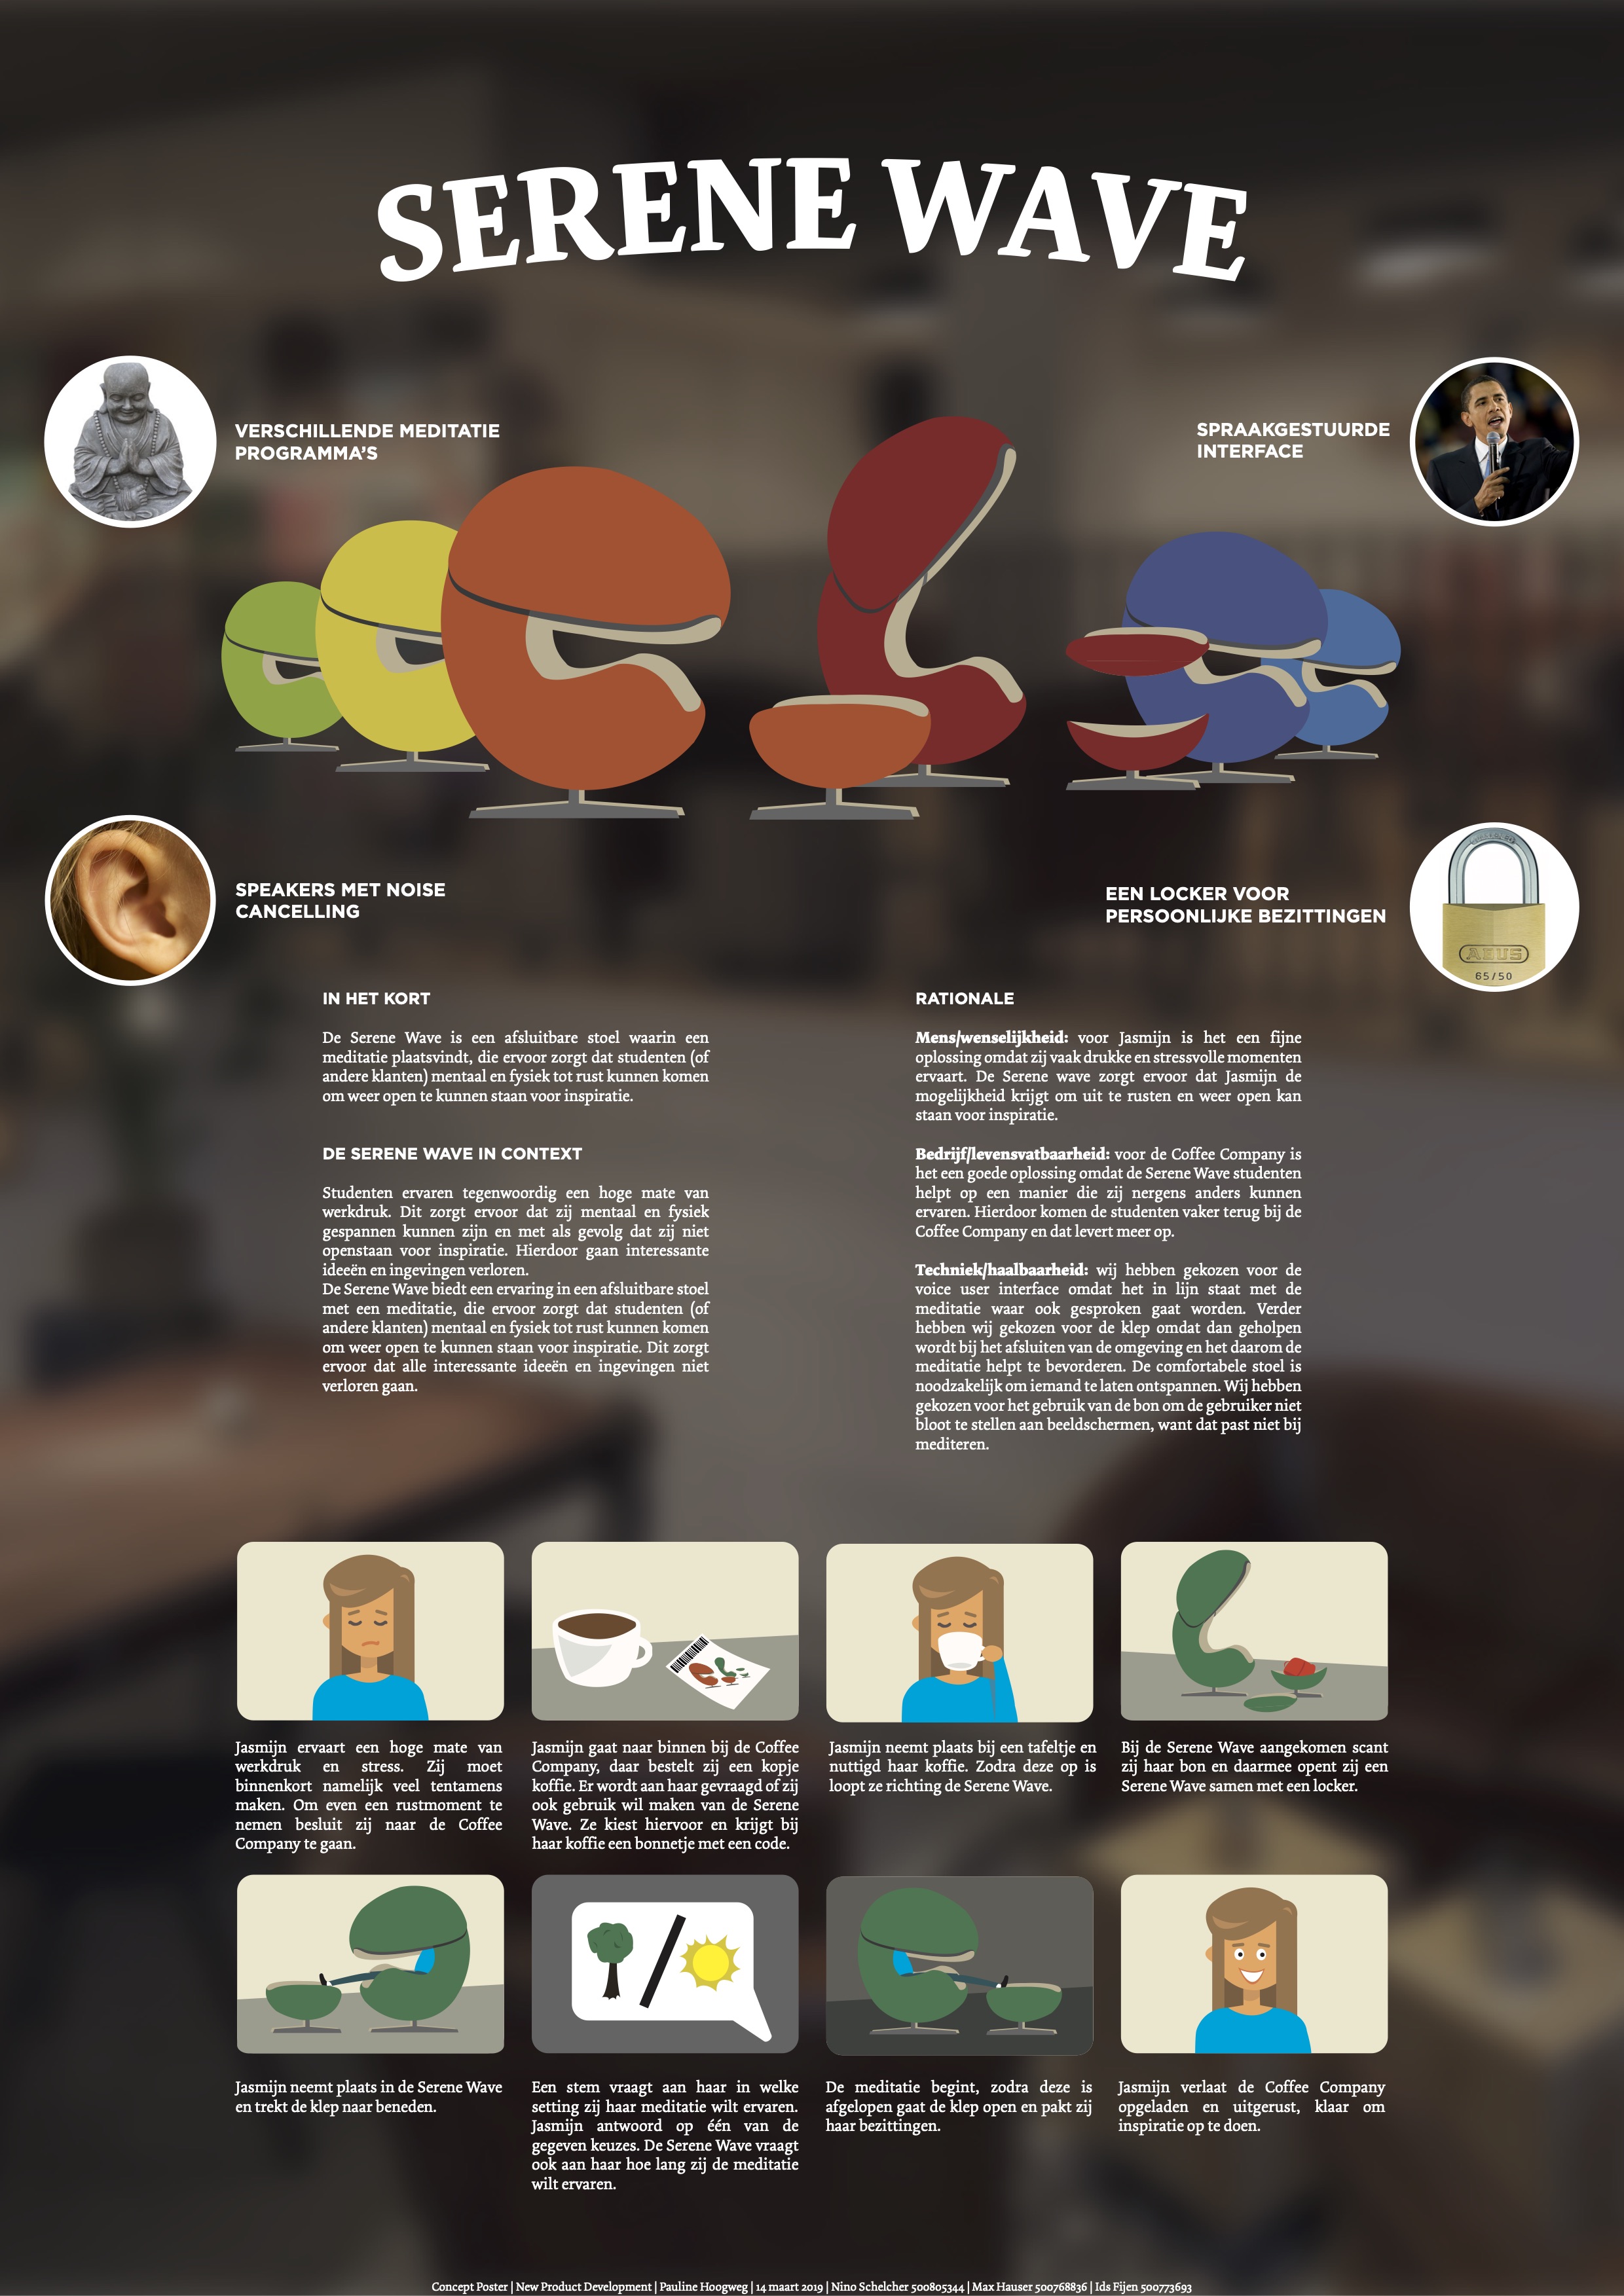 SERENE WAVE
VERSCHILLENDE MEDITATIE
PROGRAMMA'S
SPRAAKGESTUURDE
INTERFACE
SPEAKERS MET NOISE
CANCELLING
EEN LOCKER VOOR
PERSOONLIJKE BEZITTINGEN
ABUS
65/50
IN HET KORT
De Serene Wave is een afsluitbare stoel waarin een
meditatie plaatsvindt, die ervoor zorgt dat studenten (of
andere klanten) mentaal en fysiek tot rust kunnen komen
om weer open te kunnen staan voor inspiratie.
DE SERENE WAVE IN CONTEXT
Studenten ervaren tegenwoordig een hoge mate van
werkdruk. Dit zorgt ervoor dat zij mentaal en fysiek
gespannen kunnen zijn en met als gevolg dat zij niet
openstaan voor inspiratie. Hierdoor gaan interessante
ideeën en ingevingen verloren.
De Serene Wave biedt een ervaring in een afsluitbare stoel
met een meditatie, die ervoor zorgt dat studenten (of
andere klanten) mentaal en fysiek tot rust kunnen komen
om weer open te kunnen staan voor inspiratie. Dit zorgt
ervoor dat alle interessante ideeën en ingevingen niet
verloren gaan.
RATIONALE
Mens/wenselijkheid: voor Jasmijn is het een fijne
oplossing omdat zij vaak drukke en stressvolle momenten
ervaart. De Serene wave zorgt ervoor dat Jasmijn de
mogelijkheid krijgt om uit te rusten en weer open kan
staan voor inspiratie.
Bedrijf/levensvatbaarheid: voor de Coffee Company is
het een goede oplossing omdat de Serene Wave studenten
helpt op een manier die zij nergens anders kunnen
ervaren. Hierdoor komen de studenten vaker terug bij de
Coffee Company en dat levert meer op.
Techniek/haalbaarheid: wij hebben gekozen voor de
voice user interface omdat het in lijn staat met de
meditatie waar ook gesproken gaat worden. Verder
hebben wij gekozen voor de klep omdat dan geholpen
wordt bij het afsluiten van de omgeving en het daarom de
meditatie helpt te bevorderen. De comfortabele stoel is
noodzakelijk om iemand te laten ontspannen. Wij hebben
gekozen voor het gebruik van de bon om de gebruiker niet
bloot te stellen aan beeldschermen, want dat past niet bij
mediteren.
Jasmijn ervaart een hoge mate van
werkdruk en stress. Zij moet
binnenkort namelijk veel tentamens
maken. Om even een rustmoment te
nemen besluit zij naar de Coffee
Company te gaan.
Jasmijn gaat naar binnen bij de Coffee
Company, daar bestelt zij een kopje
koffie. Er wordt aan haar gevraagd of zij
ook gebruik wil maken van de Serene
Wave. Ze kiest hiervoor en krijgt bij
haar koffie een bonnetje met een code.
Jasmijn neemt plaats bij een tafeltje en
nuttigd haar koffie. Zodra deze op is
loopt ze richting de Serene Wave.
Bij de Serene Wave aangekomen scant
zij haar bon en daarmee opent zij een
Serene Wave samen met een locker.
Jasmijn neemt plaats in de Serene Wave
en trekt de klep naar beneden.
Een stem vraagt aan haar in welke
setting zij haar meditatie wilt ervaren.
Jasmijn antwoord op één van de
gegeven keuzes. De Serene Wave vraagt
ook aan haar hoe lang zij de meditatie
wilt ervaren.
De meditatie begint, zodra deze is
afgelopen gaat de klep open en pakt zij
haar bezittingen.
Jasmijn verlaat de Coffee Company
opgeladen en uitgerust, klaar om
inspiratie op te doen.
Concept Poster | New Product Development | Pauline Hoogweg | 14 maart 2019 | Nino Schelcher 500805344 | Max Hauser 500768836 | Ids Fijen 500773693